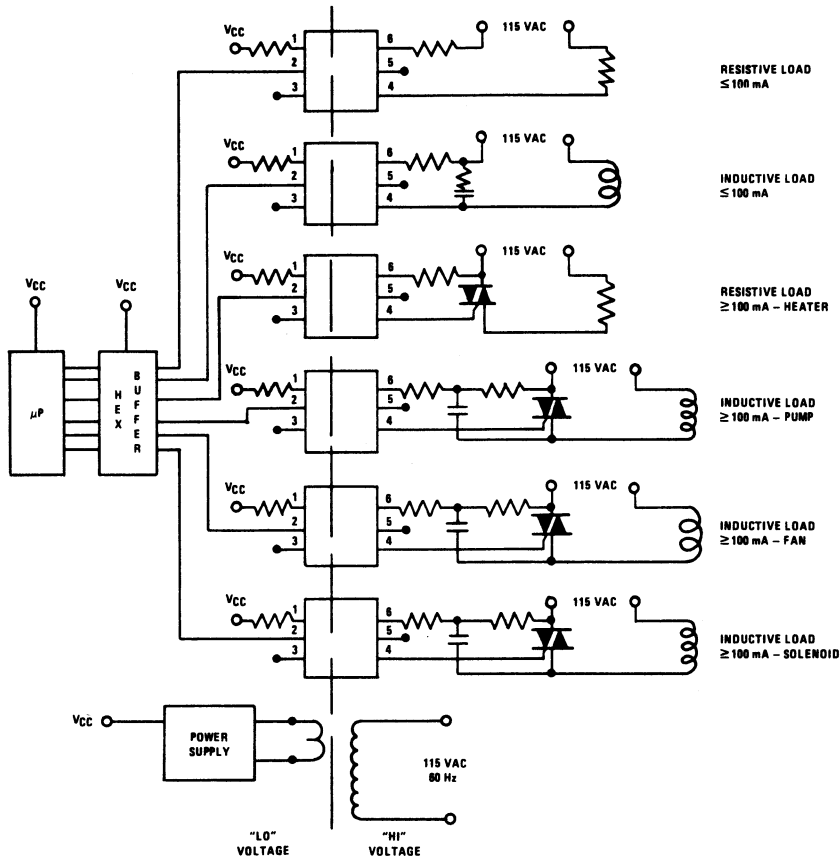 VCC
1
2
3
6
5
4
115 VAC
RESISTIVE LOAD
≤ 100 mA
VCC
1
2
3
6
5
4
115 VAC
INDUCTIVE LOAD
≤ 100 mA
VCC
1
2
3
6
5
4
115 VAC
RESISTIVE LOAD
≥ 100 mA – HEATER
VCC
VCC
μP
HEX
BUFFER
VCC
1
2
3
6
5
4
115 VAC
INDUCTIVE LOAD
≥ 100 mA – PUMP
VCC
1
2
3
6
5
4
115 VAC
INDUCTIVE LOAD
≥ 100 mA – FAN
VCC
1
2
3
6
5
4
115 VAC
INDUCTIVE LOAD
≥ 100 mA – SOLENOID
VCC
POWER
SUPPLY
115 VAC
60 Hz
"LO"
VOLTAGE
"HI"
VOLTAGE